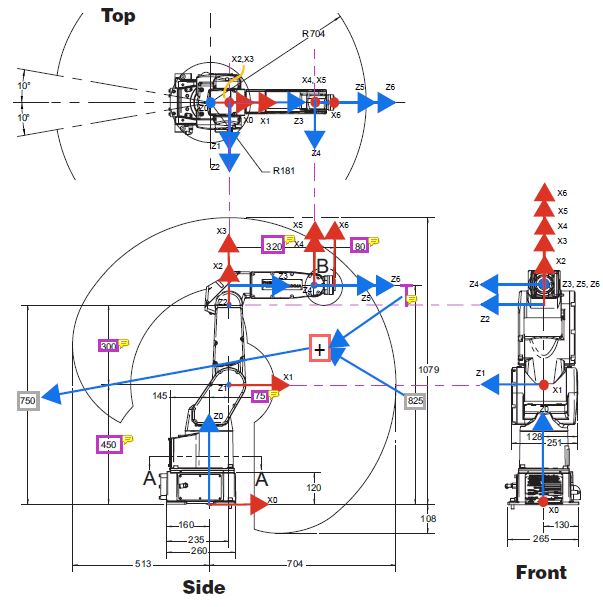 Top
R704
X2,X3
X4, X5
10°
10°
Z0
X0
X1
Z3
X6
Z5
Z6
Z1
Z2
Z4
R181
X3
X2
320
X5
X4
X6
80
B
Z3
Z5
Z6
Z2
300
+
750
Z1
X1
75
145
825
1079
450
Z0
A
A
X0
120
108
160
235
260
513
704
Side
X6
X5
X4
X3
X2
Z4
Z3, Z5, Z6
Z2
Z1
X1
Z0
128
251
X0
130
265
Front